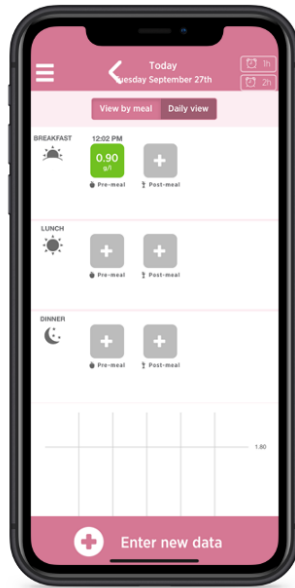 Today
Tuesday September 27th
1h
2h
View by meal
Daily view
BREAKFAST
12:02 PM
0.90
g/l
Pre-meal
Post-meal
LUNCH
Pre-meal
Post-meal
DINNER
Pre-meal
Post-meal
1.80
Enter new data